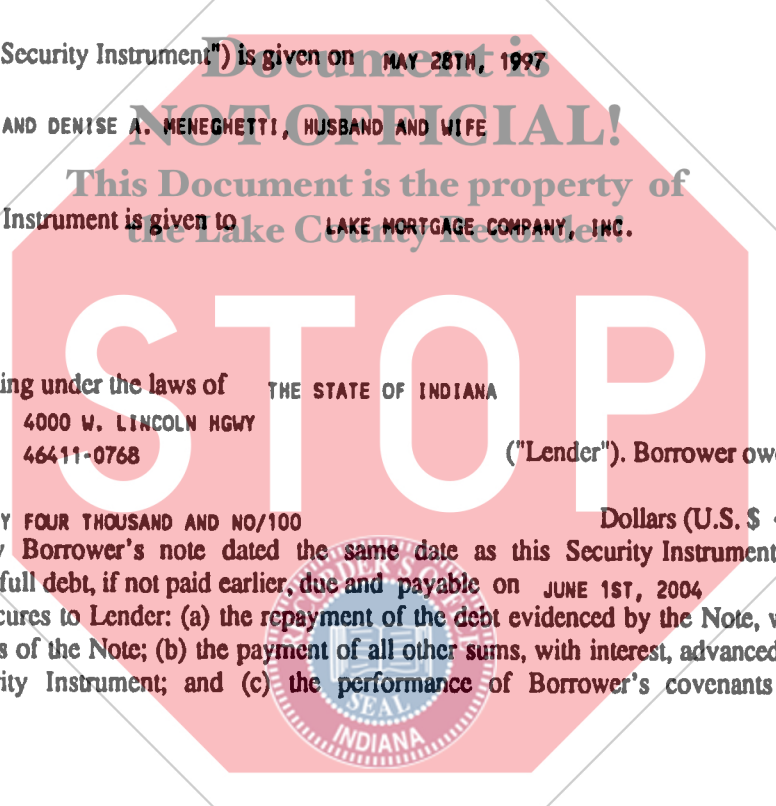 Security Instrument") is given on MAY 28TH, 1997
Document is
AND DENISE A. MENEGHETTI, HUSBAND AND WIFE
NOT OFFICIAL!
This Document is the property of
Instrument is given to LAKE MORTGAGE COMPANY, INC.
the Lake County Recorder!
STOP
ing under the laws of THE STATE OF INDIANA
4000 W. LINCOLN HGWY
46411-0768 ("Lender"). Borrower owe
Y FOUR THOUSAND AND NO/100 Dollars (U.S. $
y Borrower's note dated the same date as this Security Instrument
full debt, if not paid earlier, due and payable on JUNE 1ST, 2004
cures to Lender: (a) the repayment of the debt evidenced by the Note, w
s of the Note; (b) the payment of all other sums, with interest, advanced
rity Instrument; and (c) the performance of Borrower's covenants
RECORDER'S OFFICE
SEAL
INDIANA